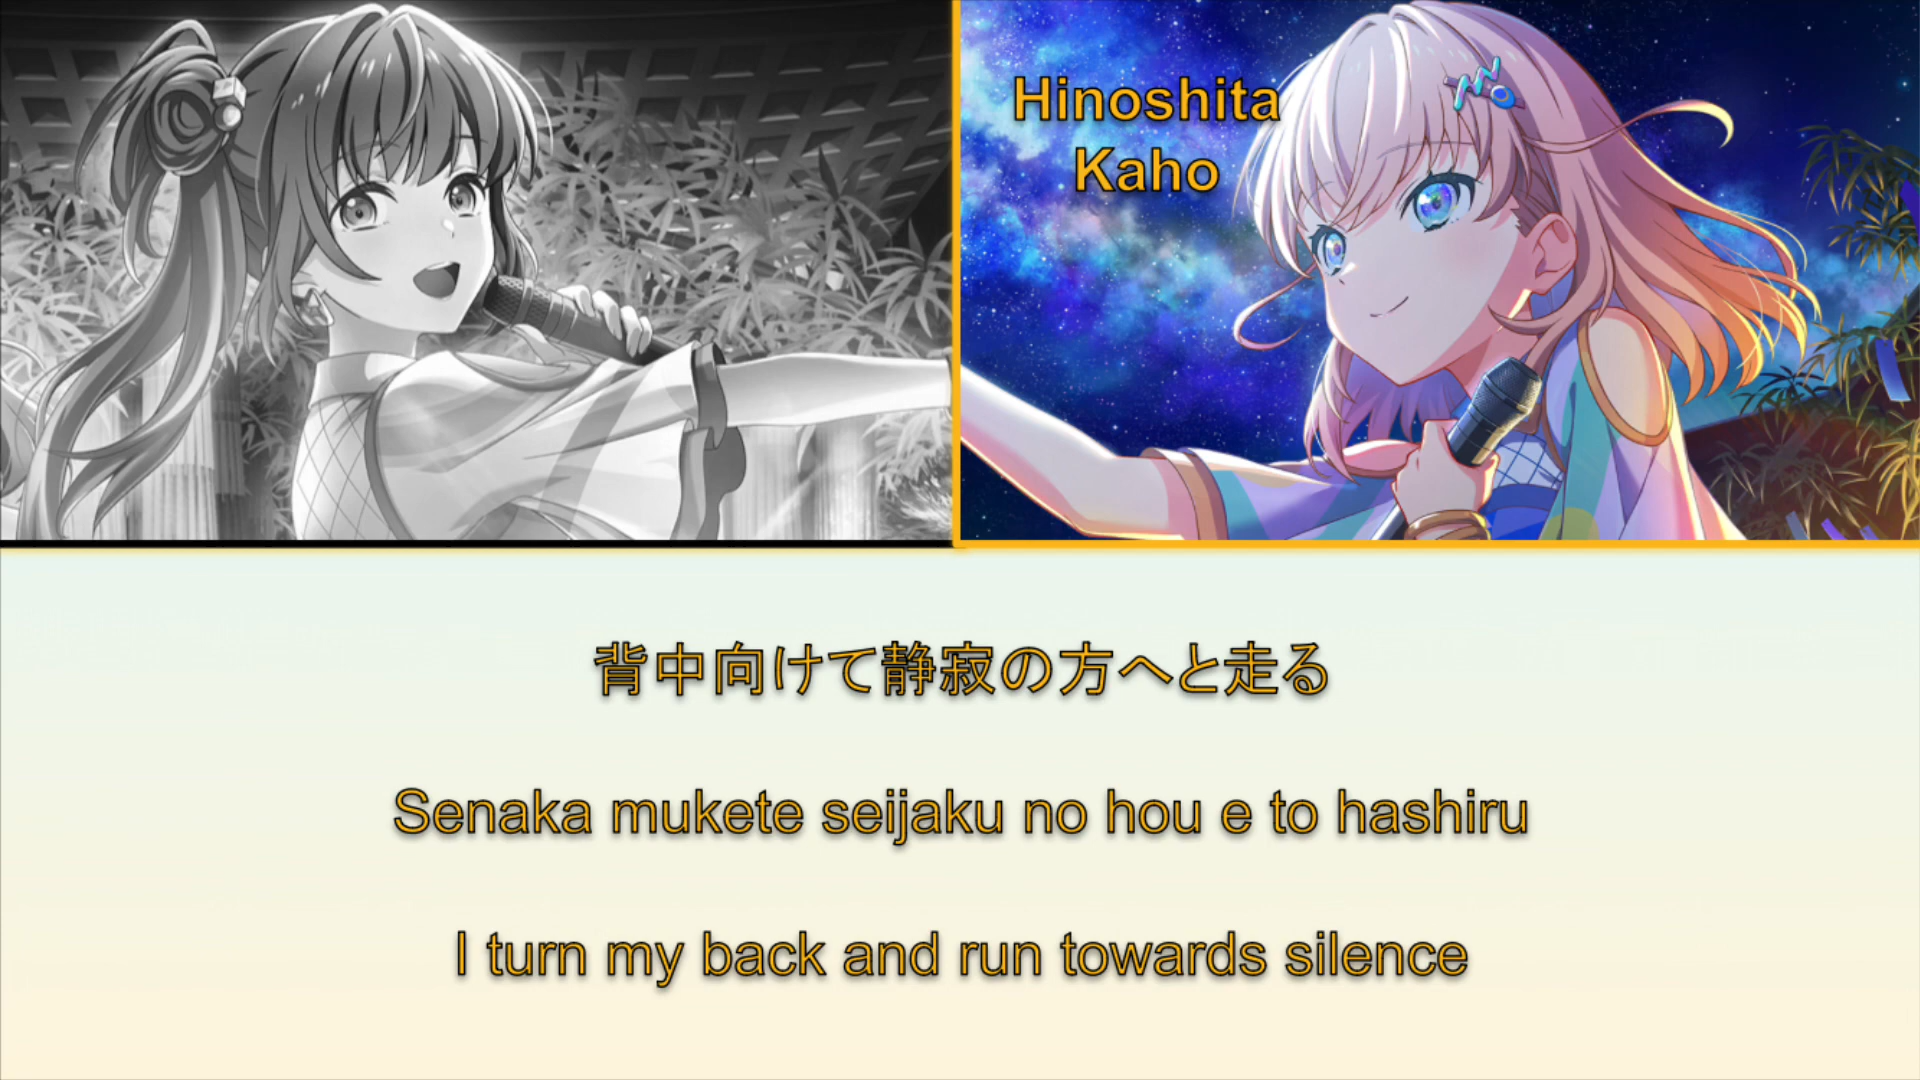 Hinoshita
Kaho
背中向けて静寂の方へと走る
Senaka mukete seijaku no hou e to hashiru
I turn my back and run towards silence